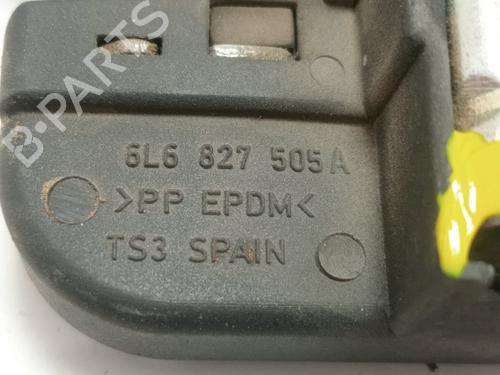 B-PARTS
6L6 827 505 A
>PP EPDM<
TS3 SPAIN